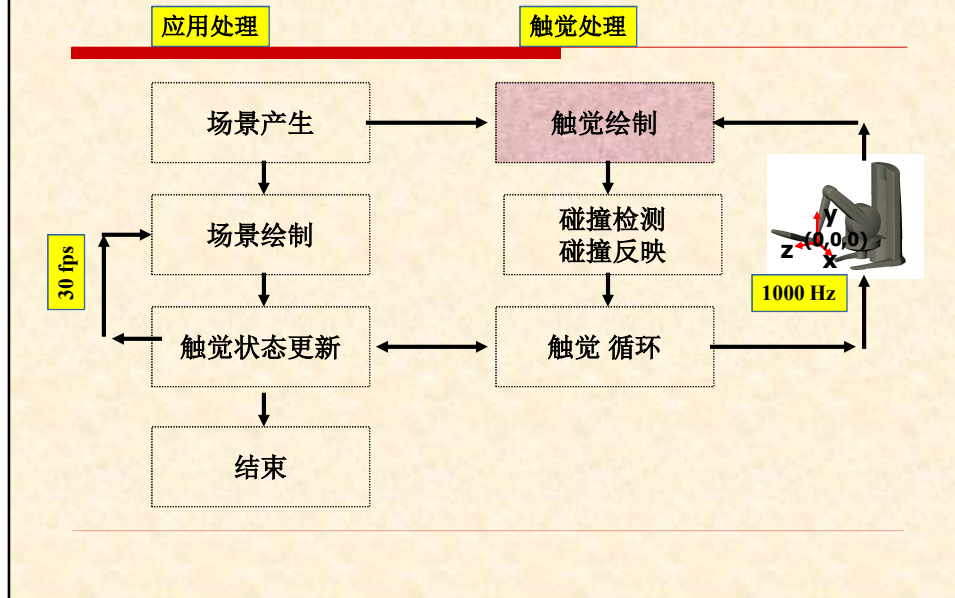 应用处理
触觉处理
场景产生
触觉绘制
场景绘制
碰撞检测
碰撞反映
y
(0,0,0)
z
x
30 fps
1000 Hz
触觉状态更新
触觉 循环
结束